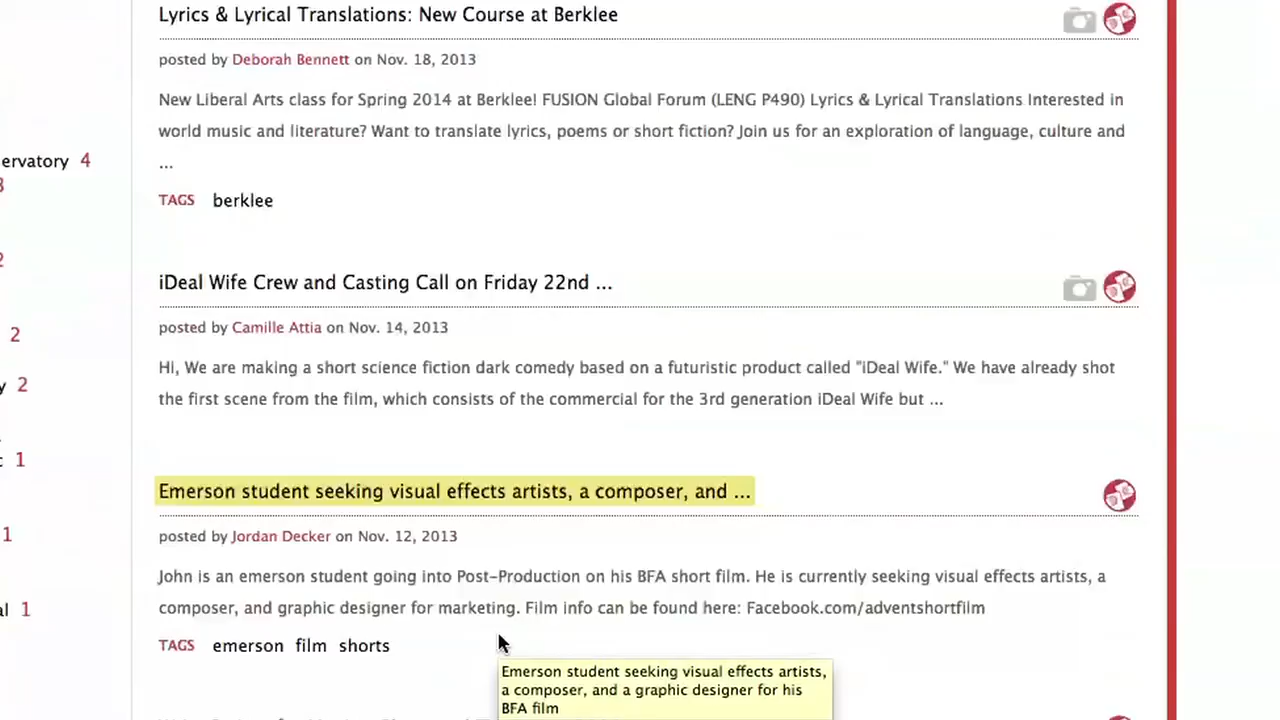 Lyrics & Lyrical Translations: New Course at Berklee
posted by Deborah Bennett on Nov. 18, 2013
New Liberal Arts class for Spring 2014 at Berklee! FUSION Global Forum (LENG P490) Lyrics & Lyrical Translations Interested in
world music and literature? Want to translate lyrics, poems or short fiction? Join us for an exploration of language, culture and
...
TAGS berklee
ervatory 4
2
2
y 2
1
1
al 1
iDeal Wife Crew and Casting Call on Friday 22nd ...
posted by Camille Attia on Nov. 14, 2013
Hi, We are making a short science fiction dark comedy based on a futuristic product called "iDeal Wife." We have already shot
the first scene from the film, which consists of the commercial for the 3rd generation iDeal Wife but ...
Emerson student seeking visual effects artists, a composer, and ...
posted by Jordan Decker on Nov. 12, 2013
John is an emerson student going into Post-Production on his BFA short film. He is currently seeking visual effects artists, a
composer, and graphic designer for marketing. Film info can be found here: Facebook.com/adventshortfilm
TAGS emerson film shorts
Emerson student seeking visual effects artists,
a composer, and a graphic designer for his
BFA film